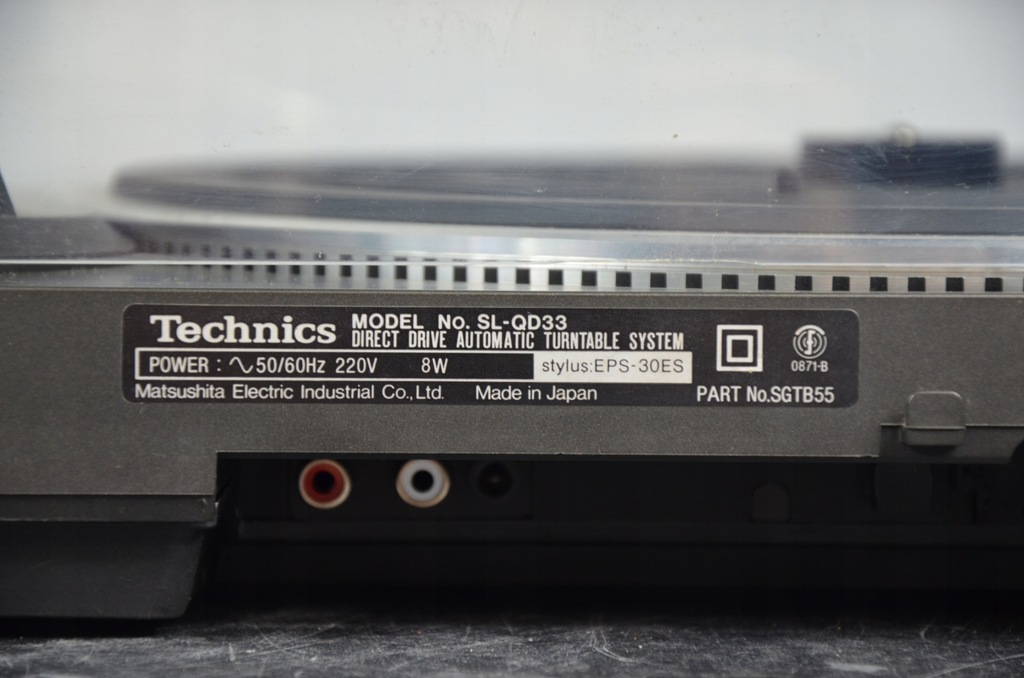 Technics MODEL No. SL-QD33
DIRECT DRIVE AUTOMATIC TURNTABLE SYSTEM
POWER : ∿50/60Hz 220V 8W stylus:EPS-30ES
Matsushita Electric Industrial Co.,Ltd. Made in Japan
0871-B
PART No.SGTB55